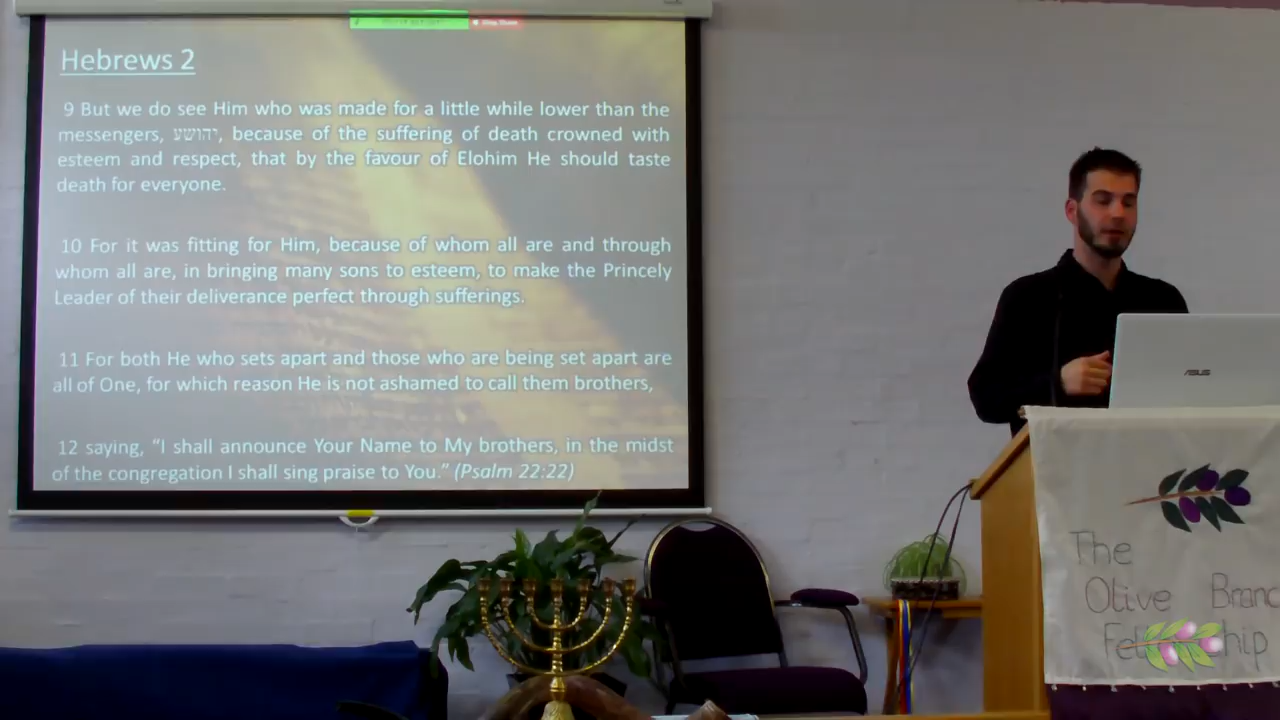 Hebrews 2
9 But we do see Him who was made for a little while lower than the
messengers, יהושע, because of the suffering of death crowned with
esteem and respect, that by the favour of Elohim He should taste
death for everyone.
10 For it was fitting for Him, because of whom all are and through
whom all are, in bringing many sons to esteem, to make the Princely
Leader of their deliverance perfect through sufferings.
11 For both He who sets apart and those who are being set apart are
all of One, for which reason He is not ashamed to call them brothers,
12 saying, “I shall announce Your Name to My brothers, in the midst
of the congregation I shall sing praise to You.” (Psalm 22:22)
ASUS
The
Olive Branc
Fel hip